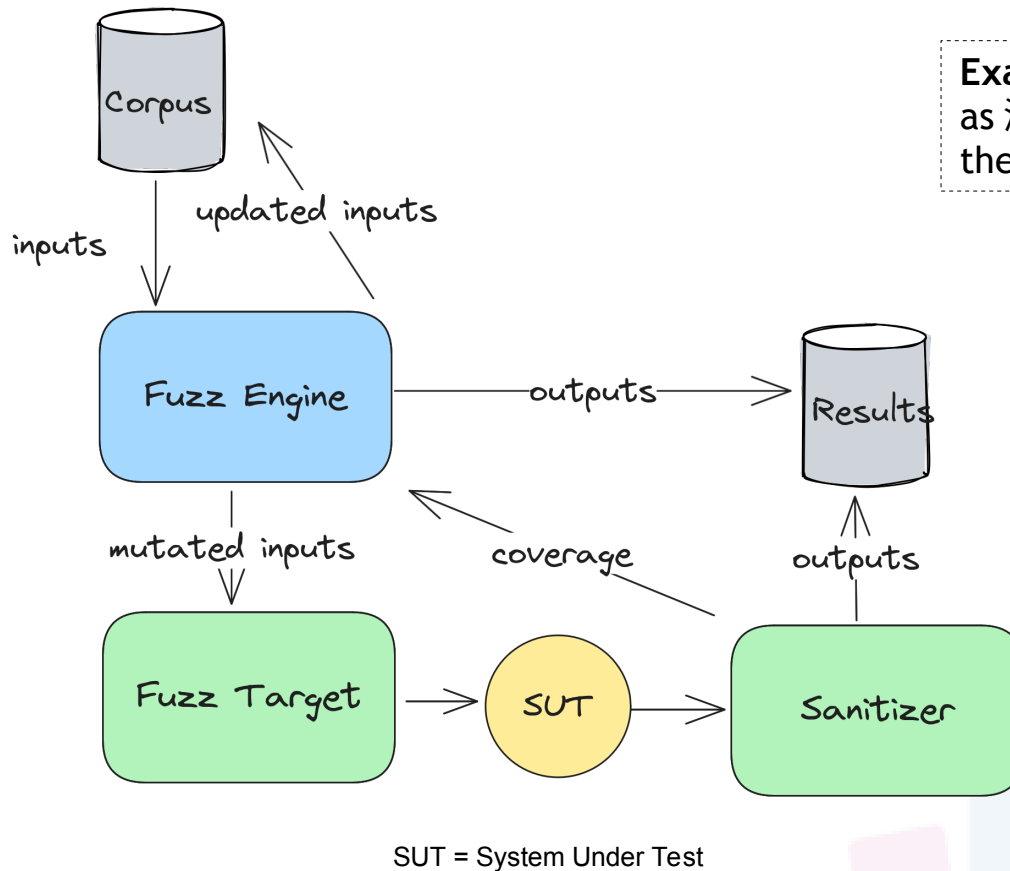 Corpus
as
the
updated inputs
inputs
Fuzz Engine
outputs
Results
mutated inputs
coverage
outputs
Fuzz Target
SUT
Sanitizer
SUT = System Under Test